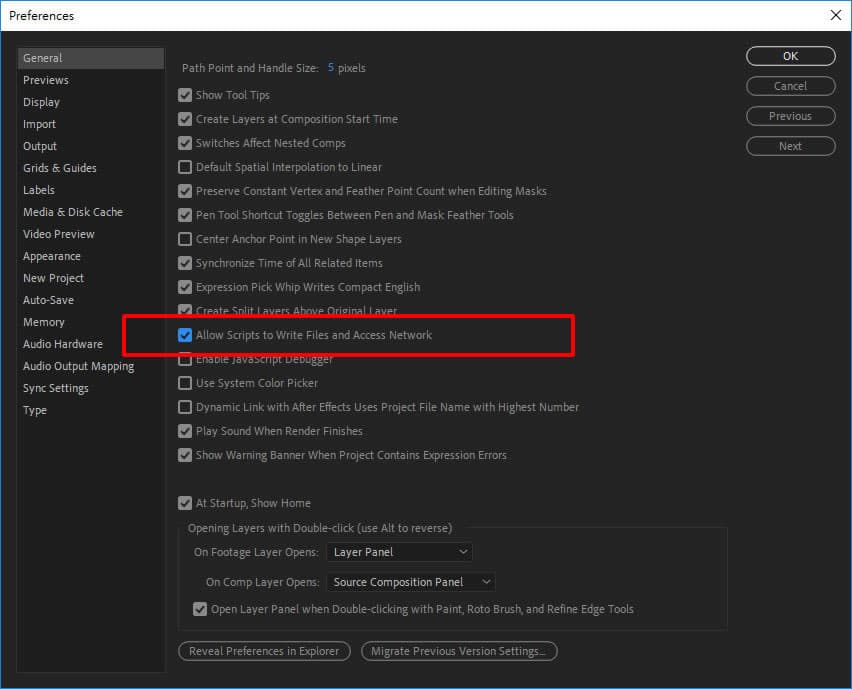 Preferences
General
Previews
Display
Import
Output
Grids & Guides
Labels
Media & Disk Cache
Video Preview
Appearance
New Project
Auto-Save
Memory
Audio Hardware
Audio Output Mapping
Sync Settings
Type
Path Point and Handle Size: 5 pixels
Show Tool Tips
Create Layers at Composition Start Time
Switches Affect Nested Comps
Default Spatial Interpolation to Linear
Preserve Constant Vertex and Feather Point Count when Editing Masks
Pen Tool Shortcut Toggles Between Pen and Mask Feather Tools
Center Anchor Point in New Shape Layers
Synchronize Time of All Related Items
Expression Pick Whip Writes Compact English
Create Split Layers Above Original Layer
Allow Scripts to Write Files and Access Network
Enable JavaScript Debugger
Use System Color Picker
Dynamic Link with After Effects Uses Project File Name with Highest Number
Play Sound When Render Finishes
Show Warning Banner When Project Contains Expression Errors
At Startup, Show Home
Opening Layers with Double-click (use Alt to reverse)
On Footage Layer Opens: Layer Panel
On Comp Layer Opens: Source Composition Panel
Open Layer Panel when Double-clicking with Paint, Roto Brush, and Refine Edge Tools
Reveal Preferences in Explorer
Migrate Previous Version Settings...
OK
Cancel
Previous
Next